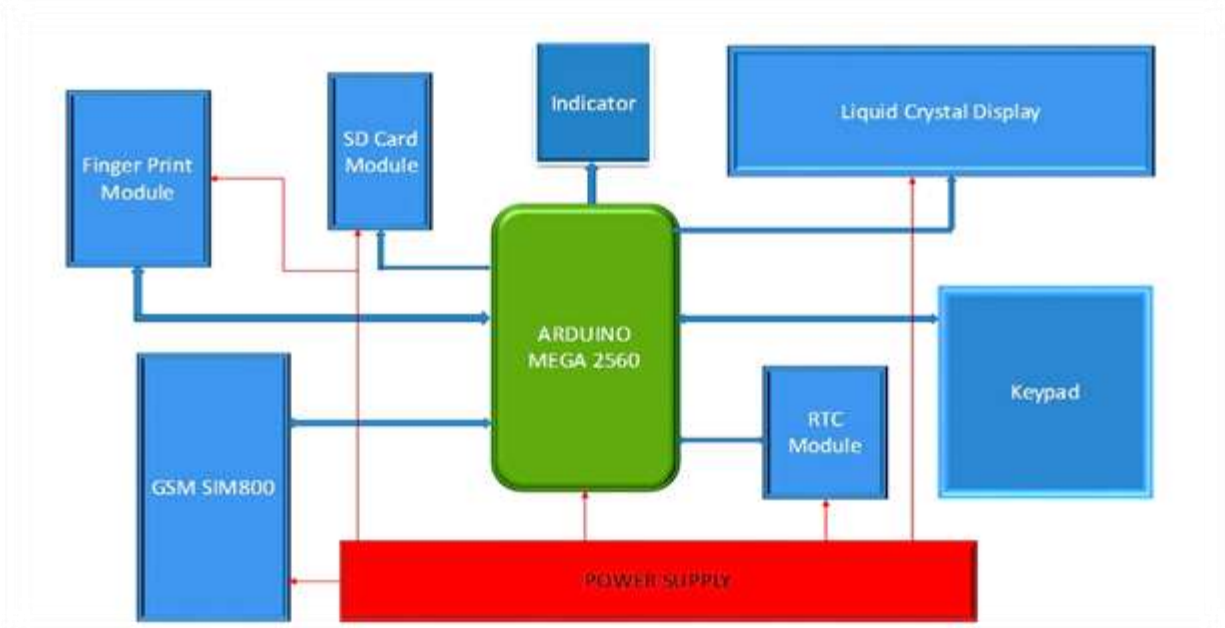 Indicator
Liquid Crystal Display
SD Card
Module
Finger Print
Module
ARDUINO
MEGA 2560
Keypad
RTC
Module
GSM SIM800
POWER SUPPLY